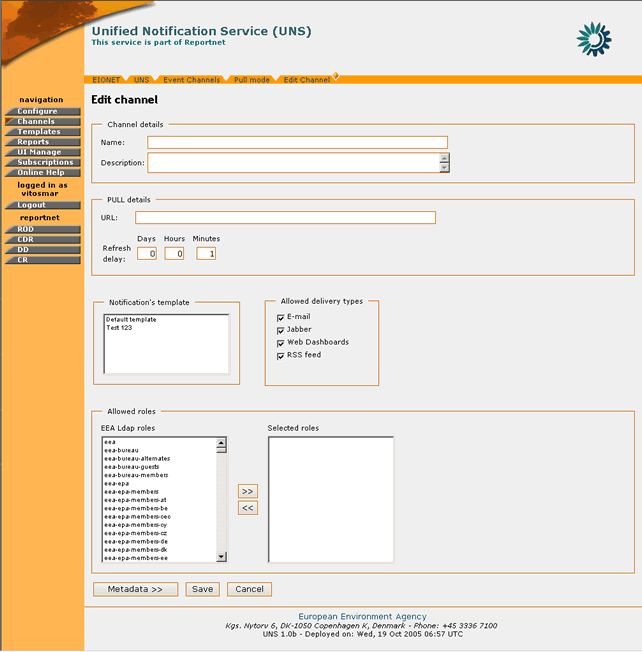 Unified Notification Service (UNS)
This service is part of Reportnet
EIONET UNS Event Channels Pull mode Edit Channel
navigation
Configure
Channels
Templates
Reports
UI Manage
Subscriptions
Online Help
logged in as
vitosmar
Logout
reportnet
ROD
CDR
DD
CR
Edit channel
Channel details
Name:
Description:
PULL details
URL:
Days Hours Minutes
Refresh
delay:
0 0 1
Notification's template
Default template
Test 123
Allowed delivery types
E-mail
Jabber
Web Dashboards
RSS feed
Allowed roles
EEA Ldap roles
eea
eea-bureau
eea-bureau-alternates
eea-bureau-guests
eea-bureau-members
eea-epa
eea-epa-members
eea-epa-members-at
eea-epa-members-be
eea-epa-members-cec
eea-epa-members-cy
eea-epa-members-cz
eea-epa-members-de
eea-epa-members-dk
eea-epa-members-ee
>>
<<
Selected roles
Metadata >> Save Cancel
European Environment Agency
Kgs. Nytorv 6, DK-1050 Copenhagen K, Denmark - Phone: +45 3336 7100
UNS 1.0b - Deployed on: Wed, 19 Oct 2005 06:57 UTC